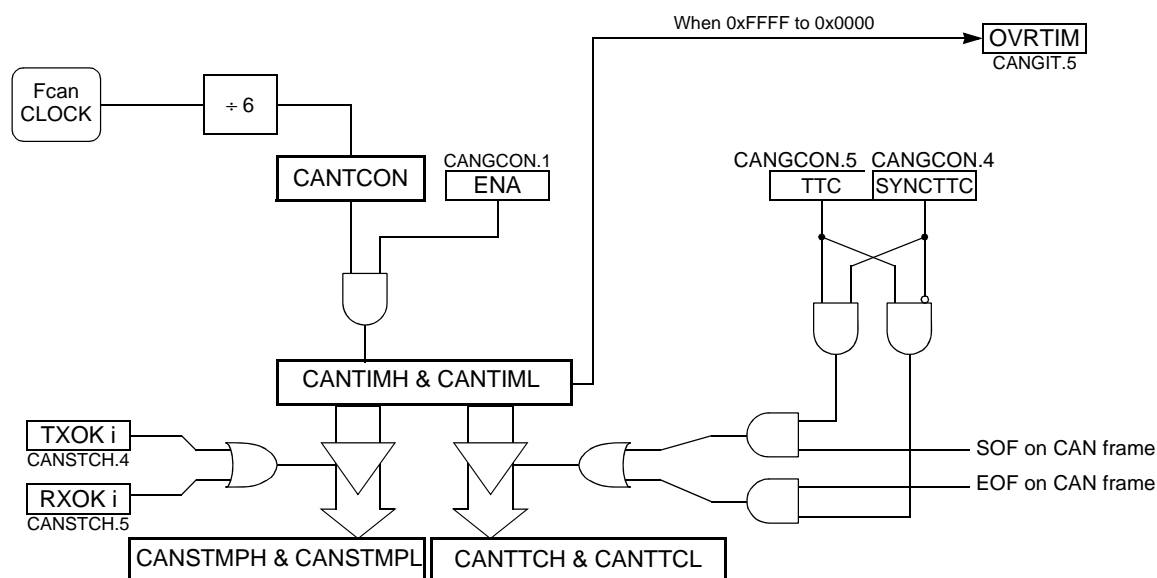 When 0xFFFF to 0x0000
OVRTIM
CANGIT.5
Fcan
CLOCK
÷ 6
CANTCON
CANGCON.1
ENA
CANGCON.5 CANGCON.4
TTC SYNCTTC
CANTIMH & CANTIML
TXOK i
CANSTCH.4
RXOK i
CANSTCH.5
SOF on CAN frame
EOF on CAN frame
CANSTMPH & CANSTMPL
CANTTCH & CANTTCL